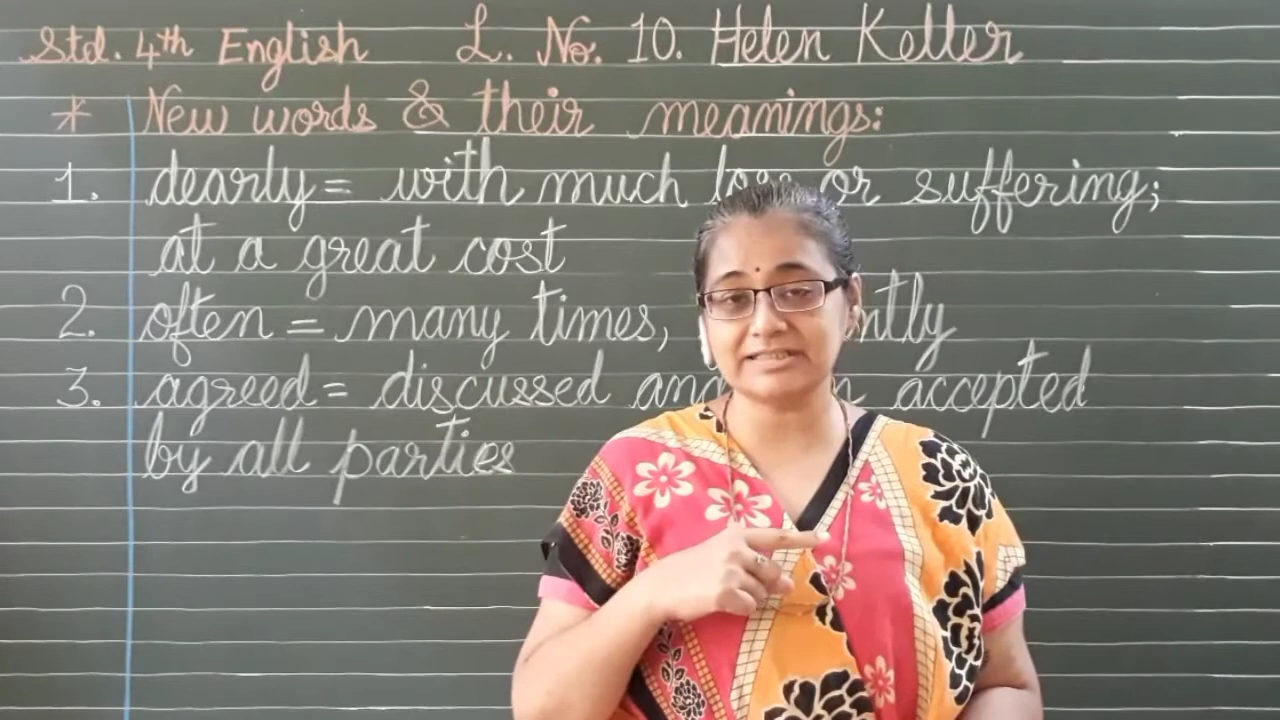 Std. 4th English L. No. 10. Helen Keller
* New words & their meanings:
1. dearly = with much loss or suffering;
at a great cost
2. often = many times,
3. agreed = discussed and accepted
by all parties